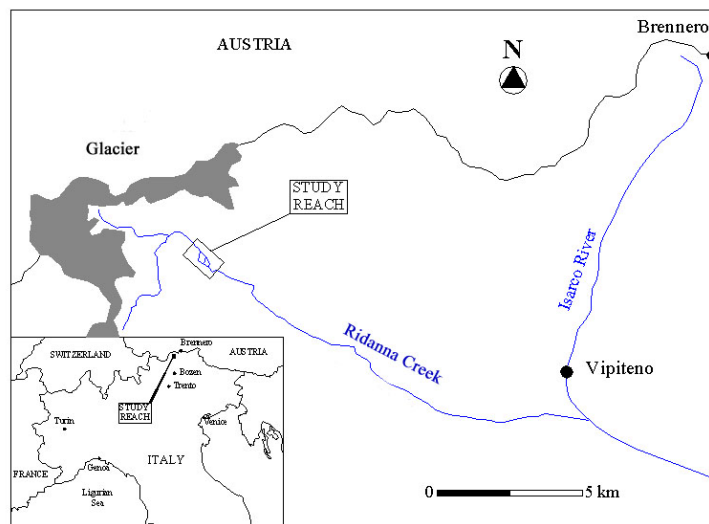 Brennero
AUSTRIA
N
Glacier
STUDY
REACH
Isarco River
Ridanna Creek
Vipiteno
0
5 km
Brennero
SWITZERLAND
AUSTRIA
Bozen
Trento
STUDY
REACH
Turin
Venice
ITALY
Genoa
FRANCE
Ligurian
Sea